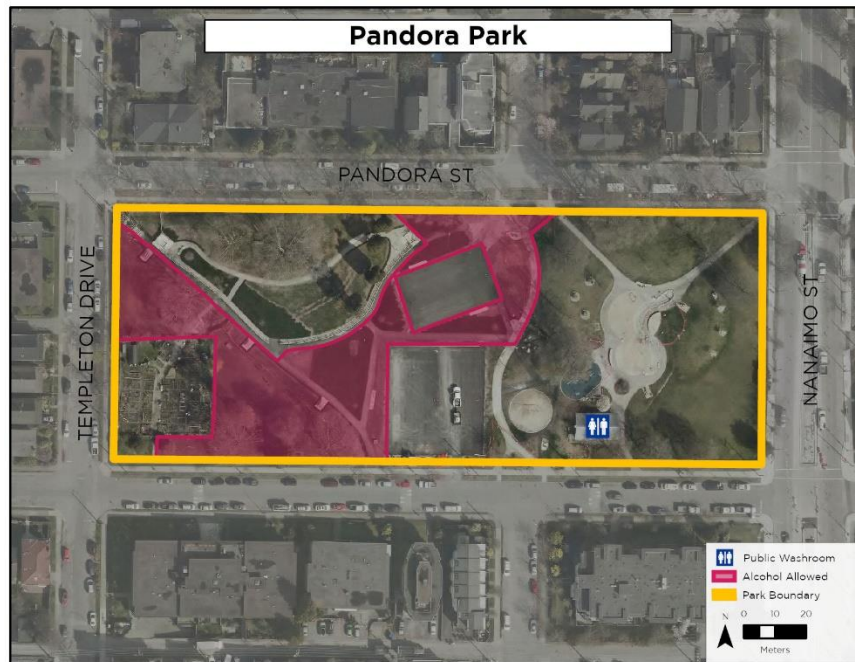 Pandora Park
PANDORA ST
TEMPLETON DRIVE
NANAIMO ST
Public Washroom
Alcohol Allowed
Park Boundary
N
0 10 20
Meters